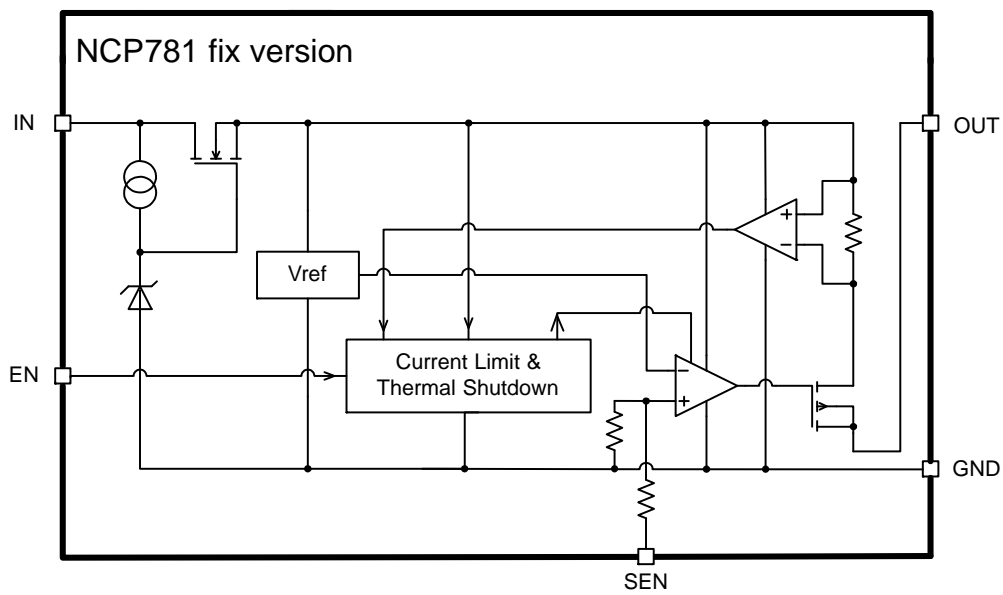 NCP781 fix version
IN
OUT
+
−
Vref
EN
Current Limit &
Thermal Shutdown
−
+
GND
SEN